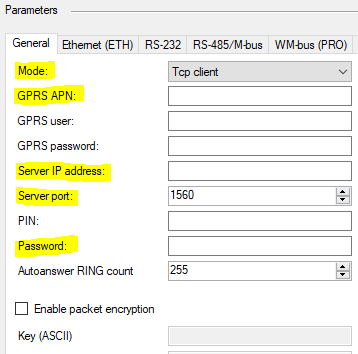 Parameters
General Ethernet (ETH) RS-232 RS-485/M-bus WM-bus (PRO)
Mode: Tcp client
GPRS APN:
GPRS user:
GPRS password:
Server IP address:
Server port: 1560
PIN:
Password:
Autoanswer RING count 255
Enable packet encryption
Key (ASCII)